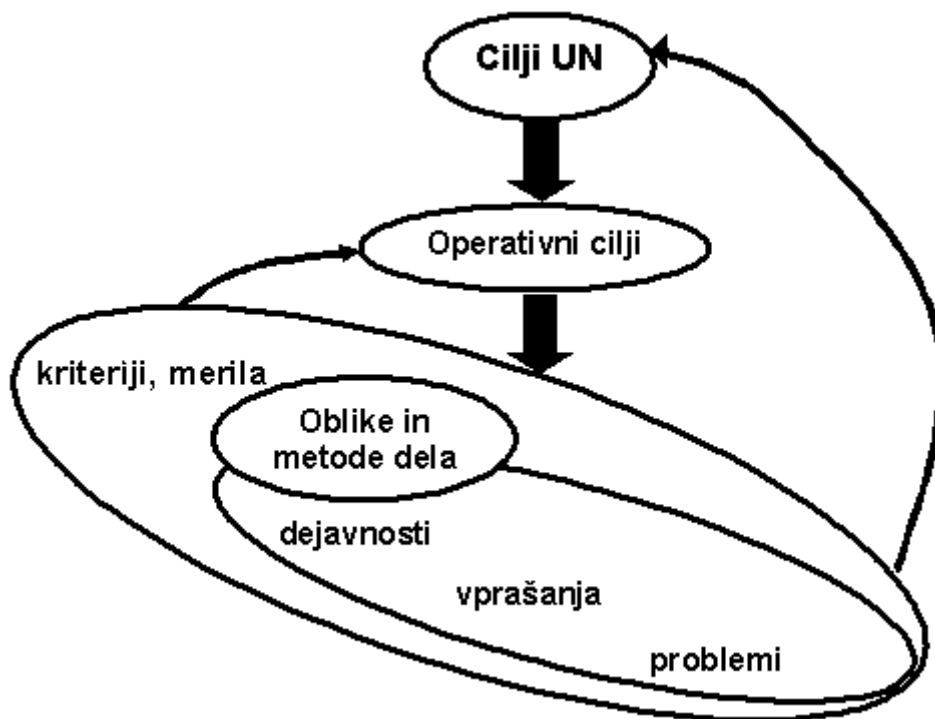 Cilji UN
Operativni cilji
kriteriji, merila
Oblike in
metode dela
dejavnosti
vprašanja
problemi